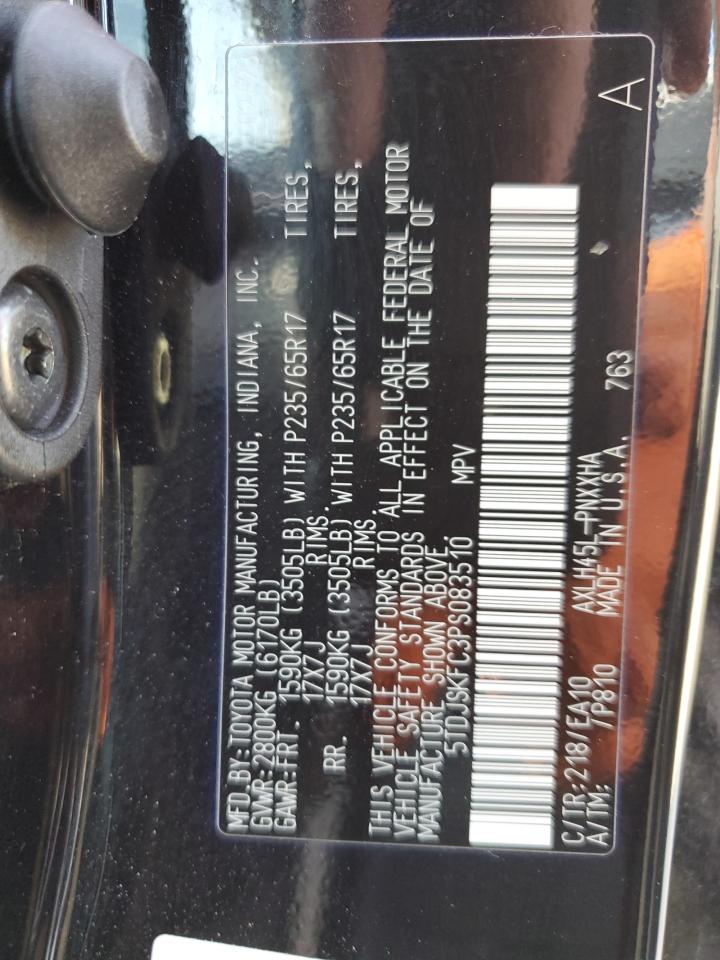 MFD.BY:TOYOTA MOTOR MANUFACTURING, INDIANA, INC.
GVWR:2800KG(6170LB)
GAWR:FRT. 1590KG (3505LB) WITH P235/65R17 TIRES,
17X7J RIMS.
RR. 1590KG (3505LB) WITH P235/65R17 TIRES,
17X7J RIMS.
THIS VEHICLE CONFORMS TO ALL APPLICABLE FEDERAL MOTOR
VEHICLE SAFETY STANDARDS IN EFFECT ON THE DATE OF
MANUFACTURE SHOWN ABOVE.
5TDJSKFC3PS083510 MPV
C/TR:218/EA10 AXLH45L-PNXXHA
A/TM: /P810 MADE IN U.S.A. 763
A